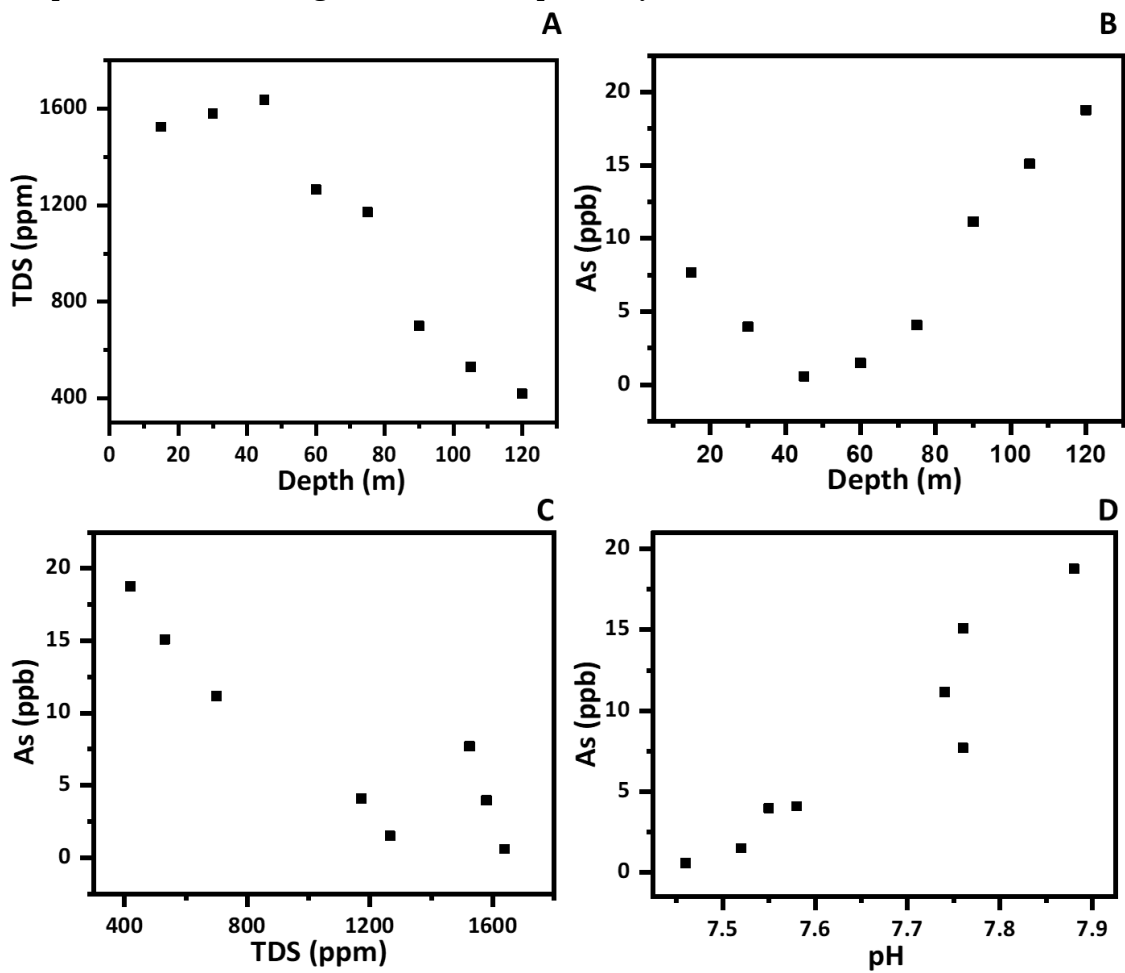 A
TDS (ppm)
1600
1200
800
400
0 20 40 60 80 100 120
Depth (m)
B
As (ppb)
20
15
10
5
0
20 40 60 80 100 120
Depth (m)
C
As (ppb)
20
15
10
5
0
400 800 1200 1600
TDS (ppm)
D
As (ppb)
20
15
10
5
0
7.5 7.6 7.7 7.8 7.9
pH